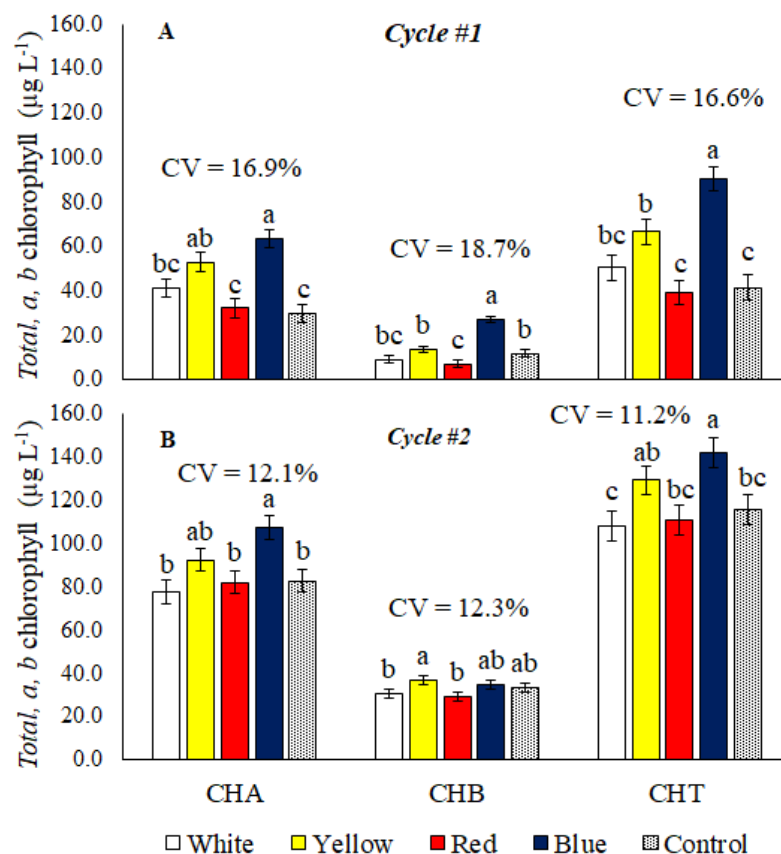 Total, a, b chlorophyll (µg L-1)
160.0
140.0
120.0
100.0
80.0
60.0
40.0
20.0
0.0
A
Cycle #1
CV = 16.9%
bc
ab
c
a
c
CV = 18.7%
bc
b
c
a
b
CV = 16.6%
bc
b
c
a
c
Total, a, b chlorophyll (µg L-1)
160.0
140.0
120.0
100.0
80.0
60.0
40.0
20.0
0.0
B
Cycle #2
CV = 12.1%
b
ab
b
a
b
CV = 12.3%
b
a
b
ab
ab
CV = 11.2%
c
ab
bc
a
bc
CHA CHB CHT
White Yellow Red Blue Control